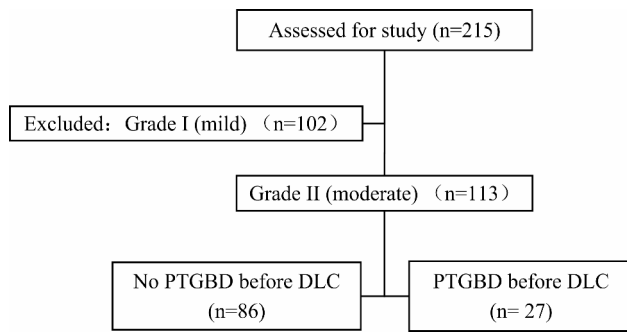 Assessed for study (n=215)
Excluded：Grade I (mild) （n=102）
Grade II (moderate) （n=113）
No PTGBD before DLC
(n=86)
PTGBD before DLC
(n= 27)